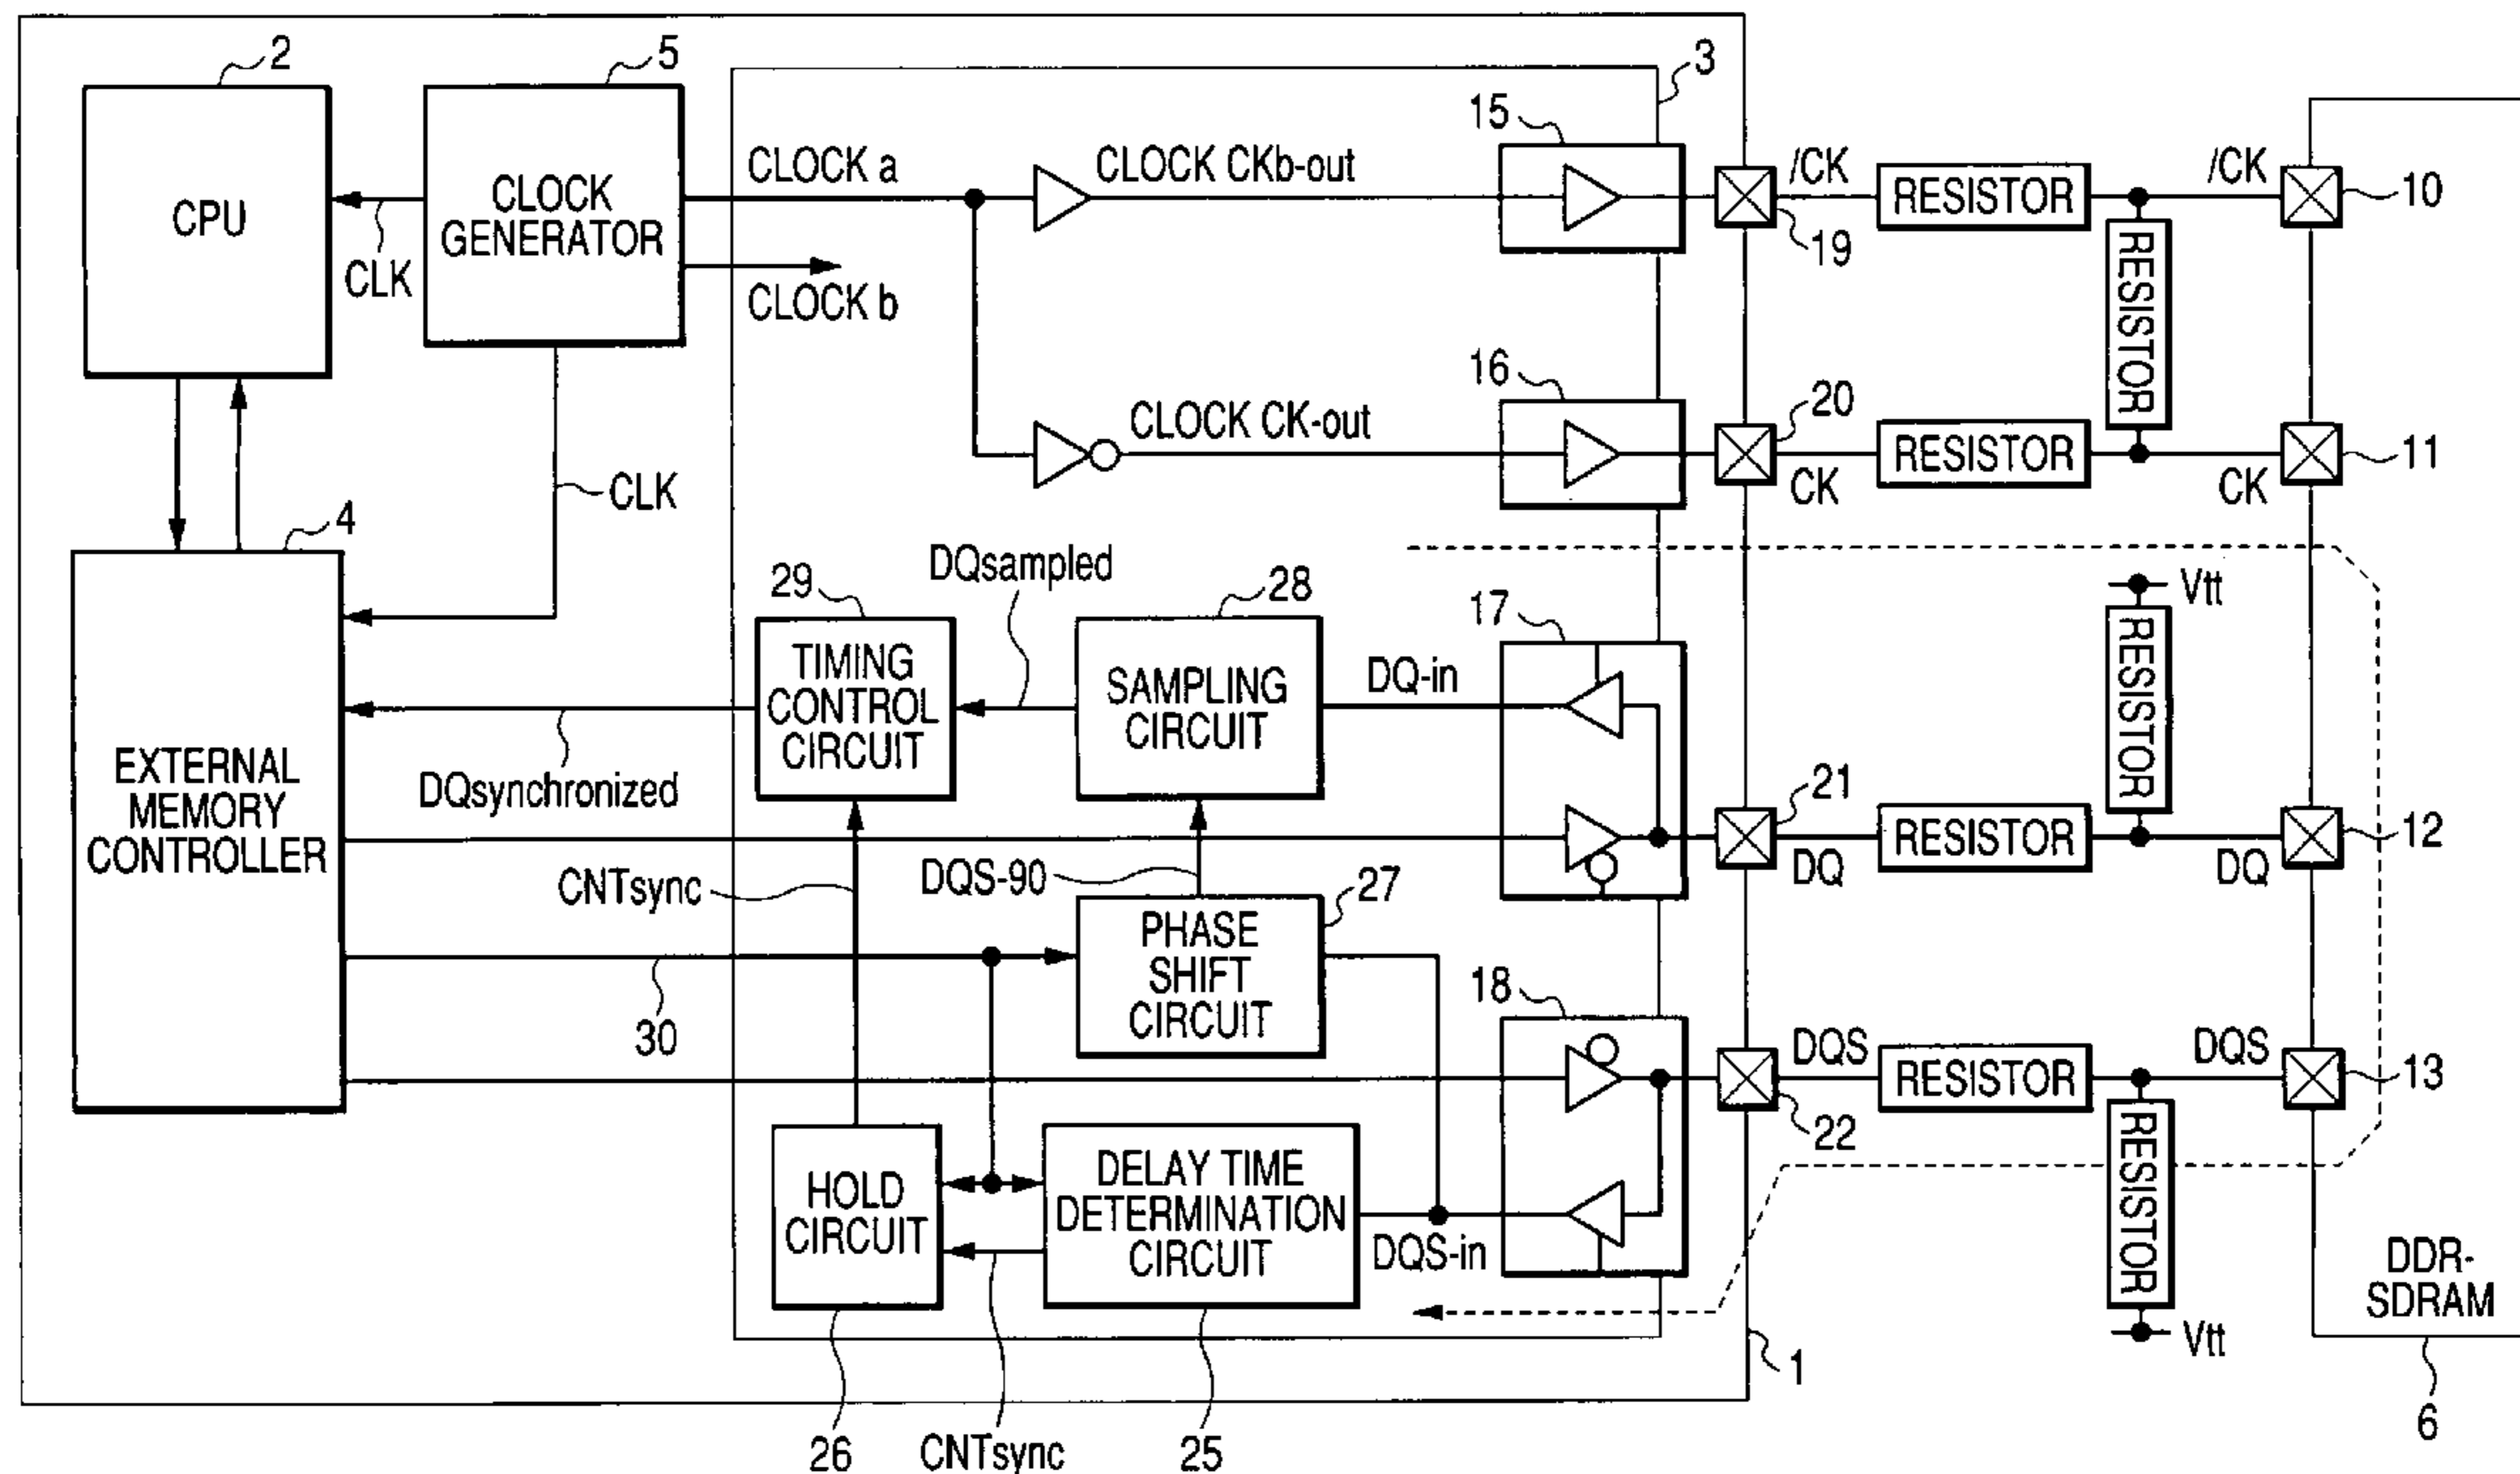 2
5
3
CPU
CLOCK
GENERATOR
CLK
CLOCK a
CLOCK b
CLOCK CKb-out
15
/CK
19
RESISTOR
/CK
10
RESISTOR
CLOCK CK-out
16
20
CK
RESISTOR
CK
11
CLK
4
EXTERNAL
MEMORY
CONTROLLER
29
DQsampled
28
17
Vtt
TIMING
CONTROL
CIRCUIT
SAMPLING
CIRCUIT
DQ-in
RESISTOR
DQsynchronized
21
DQ
RESISTOR
DQ
12
CNTsync
DQS-90
27
PHASE
SHIFT
CIRCUIT
30
18
DQS
22
RESISTOR
DQS
13
HOLD
CIRCUIT
DELAY TIME
DETERMINATION
CIRCUIT
DQS-in
RESISTOR
Vtt
DDR-
SDRAM
1
6
26
CNTsync
25